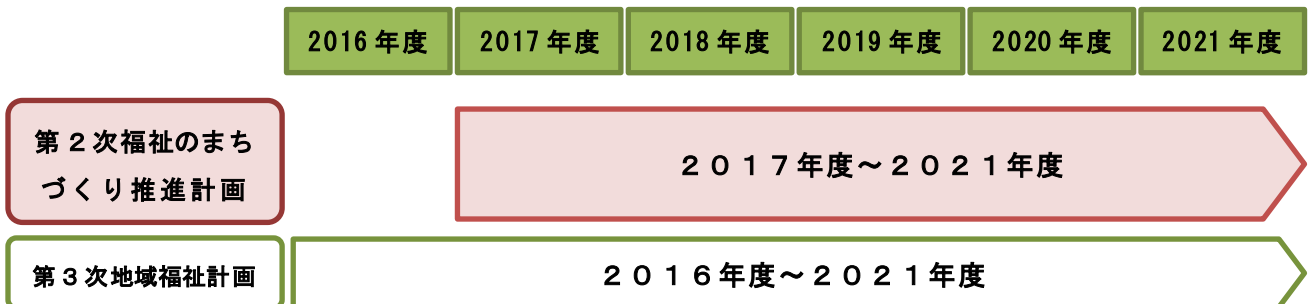 2016年度 2017年度 2018年度 2019年度 2020年度 2021年度
第２次福祉のまち
づくり推進計画
２０１７年度～２０２１年度
第３次地域福祉計画
２０１６年度～２０２１年度